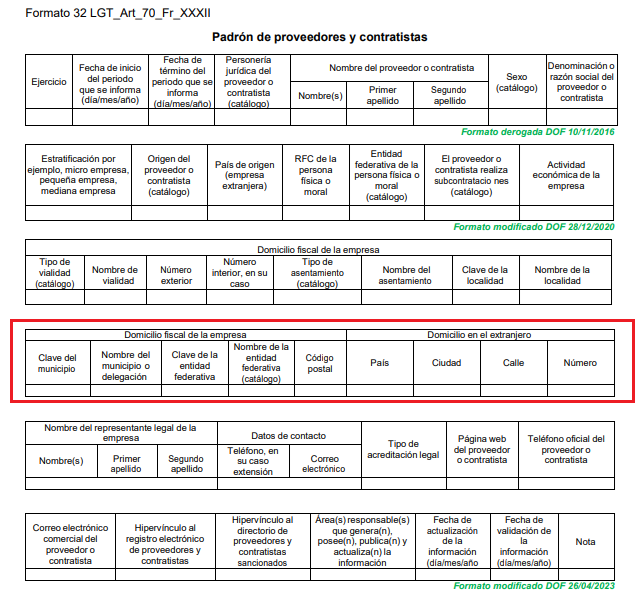 Formato 32 LGT_Art_70_Fr_XXXII
Padrón de proveedores y contratistas
Ejercicio
Fecha de inicio
del periodo
que se informa
(día/mes/año)
Fecha de
término del
periodo que se
informa
(día/mes/año)
Personería
jurídica del
proveedor o
contratista
(catálogo)
Nombre del proveedor o contratista
Nombre(s)
Primer
apellido
Segundo
apellido
Sexo
(catálogo)
Denominación o
razón social del
proveedor o
contratista
Formato derogada DOF 10/11/2016
Estratificación por
ejemplo, micro empresa,
pequeña empresa,
mediana empresa
Origen del
proveedor o
contratista
(catálogo)
País de origen
(empresa
extranjera)
RFC de la
persona
física o
moral
Entidad
federativa de la
persona física o
moral
(catálogo)
El proveedor o
contratista realiza
subcontratacio nes
(catálogo)
Actividad
económica de la
empresa
Formato modificado DOF 28/12/2020
Domicilio fiscal de la empresa
Tipo de
vialidad
(catálogo)
Nombre de
vialidad
Número
exterior
Número
interior, en su
caso
Tipo de
asentamiento
(catálogo)
Nombre del
asentamiento
Clave de la
localidad
Nombre de la
localidad
Domicilio fiscal de la empresa
Domicilio en el extranjero
Clave del
municipio
Nombre del
municipio o
delegación
Clave de la
entidad
federativa
Nombre de la
entidad
federativa
(catálogo)
Código
postal
País
Ciudad
Calle
Número
Nombre del representante legal de la
empresa
Nombre(s)
Primer
apellido
Segundo
apellido
Datos de contacto
Teléfono, en
su caso
extensión
Correo
electrónico
Tipo de
acreditación legal
Página web
del proveedor
o contratista
Teléfono oficial del
proveedor o
contratista
Correo electrónico
comercial del
proveedor o
contratista
Hipervínculo al
registro electrónico
de proveedores y
contratistas
Hipervínculo al
directorio de
proveedores y
contratistas
sancionados
Área(s) responsable(s)
que genera(n),
posee(n), publica(n) y
actualiza(n) la
información
Fecha de
actualización
de la
información
(día/mes/año
Fecha de
validación de
la
información
(día/mes/año
Nota
Formato modificado DOF 26/04/2023